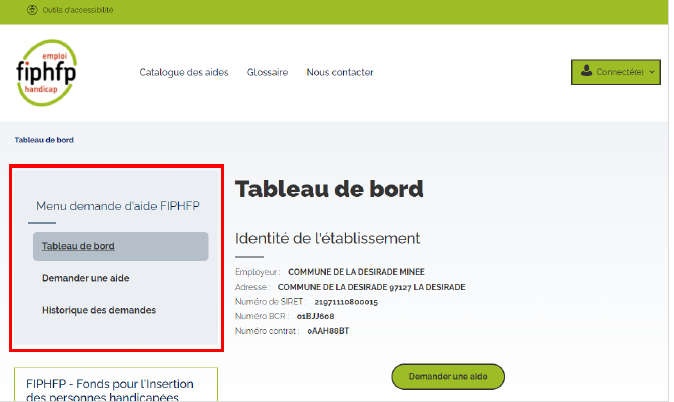 Outils d'accessibilité
emploi
fiphfp
handicap
Catalogue des aides
Glossaire
Nous contacter
Connecté(e)
Tableau de bord
Menu demande d'aide FIPHFP
Tableau de bord
Demander une aide
Historique des demandes
FIPHFP - Fonds pour l'Insertion
des personnes handicapées
Tableau de bord
Identité de l'établissement
Employeur : COMMUNE DE LA DESIRADE MINEE
Adresse : COMMUNE DE LA DESIRADE 97127 LA DESIRADE
Numéro de SIRET : 21971110800015
Numéro BCR : 01BJJ608
Numéro contrat : 0AAH88BT
Demander une aide